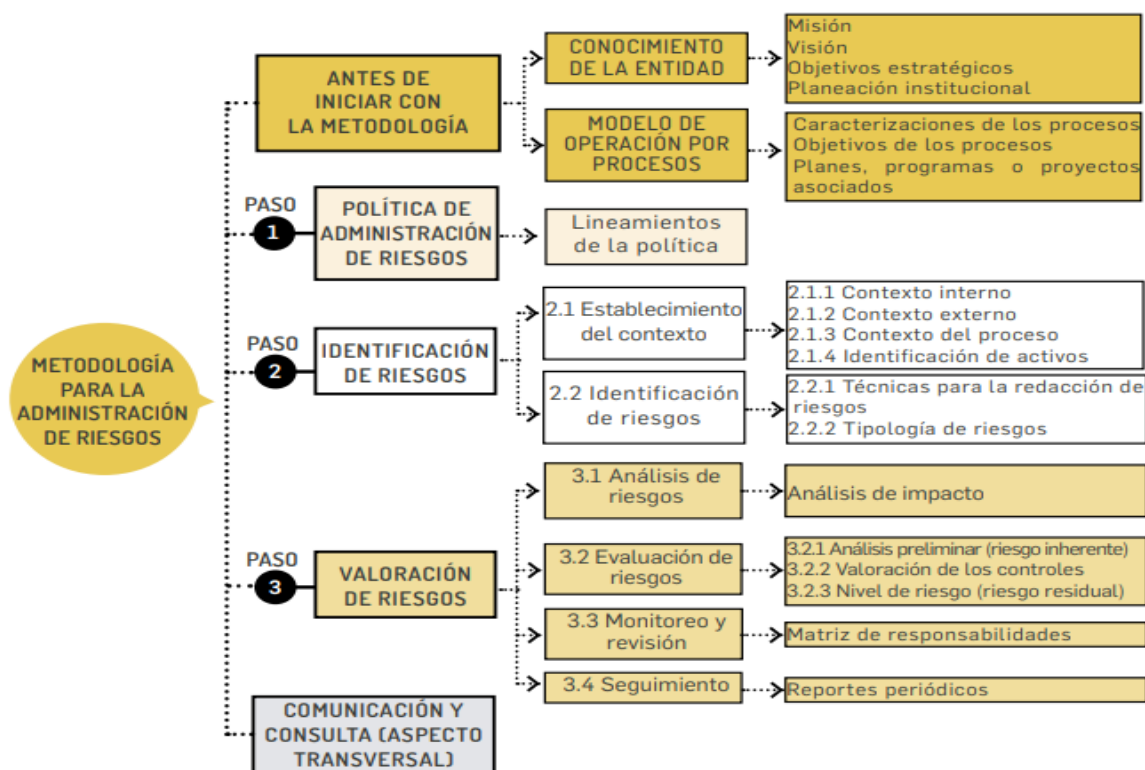 METODOLOGÍA
PARA LA
ADMINISTRACIÓN
DE RIESGOS
ANTES DE
INICIAR CON
LA METODOLOGÍA
CONOCIMIENTO
DE LA ENTIDAD
Misión
Visión
Objetivos estratégicos
Planeación institucional
MODELO DE
OPERACIÓN POR
PROCESOS
Caracterizaciones de los procesos
Objetivos de los procesos
Planes, programas o proyectos
asociados
PASO
1
POLÍTICA DE
ADMINISTRACIÓN
DE RIESGOS
Lineamientos
de la política
PASO
2
IDENTIFICACIÓN
DE RIESGOS
2.1 Establecimiento
del contexto
2.1.1 Contexto interno
2.1.2 Contexto externo
2.1.3 Contexto del proceso
2.1.4 Identificación de activos
2.2 Identificación
de riesgos
2.2.1 Técnicas para la redacción de
riesgos
2.2.2 Tipología de riesgos
PASO
3
VALORACIÓN
DE RIESGOS
3.1 Análisis de
riesgos
Análisis de impacto
3.2 Evaluación de
riesgos
3.2.1 Análisis preliminar (riesgo inherente)
3.2.2 Valoración de los controles
3.2.3 Nivel de riesgo (riesgo residual)
3.3 Monitoreo y
revisión
Matriz de responsabilidades
3.4 Seguimiento
Reportes periódicos
COMUNICACIÓN Y
CONSULTA (ASPECTO
TRANSVERSAL)